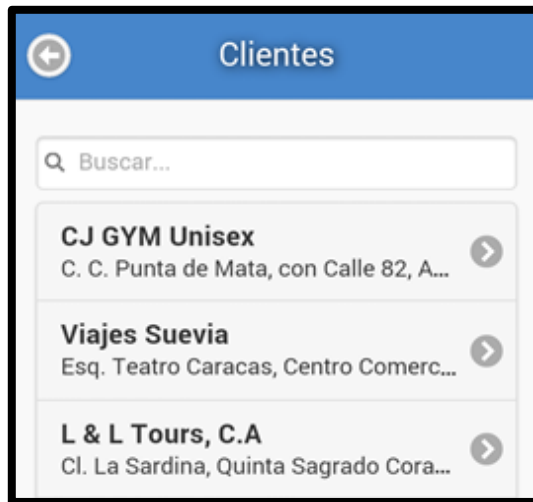 Clientes
Buscar...
CJ GYM Unisex
C. C. Punta de Mata, con Calle 82, A...
Viajes Suevia
Esq. Teatro Caracas, Centro Comerc...
L & L Tours, C.A
Cl. La Sardina, Quinta Sagrado Cora...